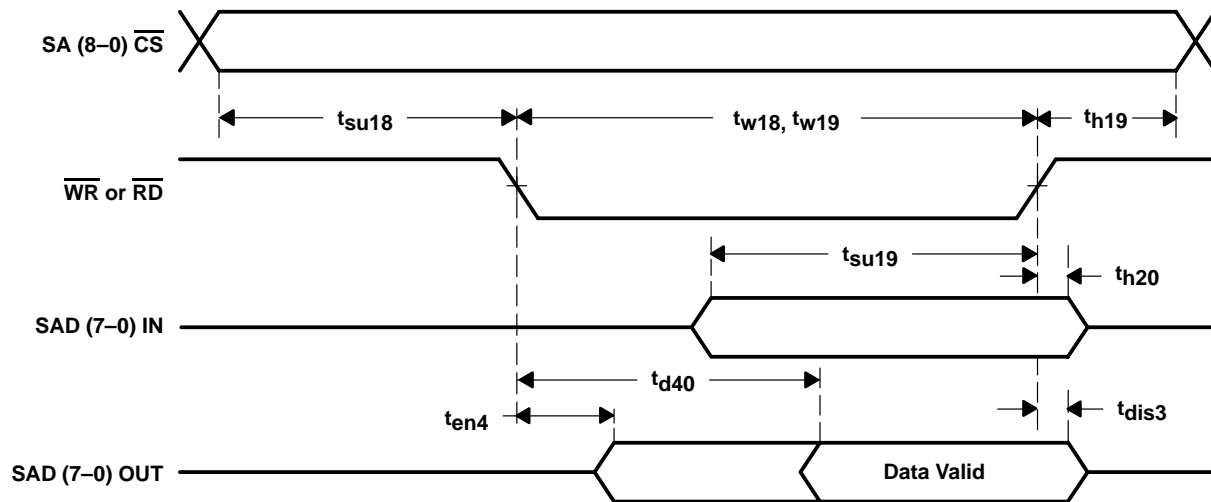 SA (8–0) CS
tsu18
tw18, tw19
th19
WR or RD
tsu19
th20
SAD (7–0) IN
td40
ten4
tdis3
SAD (7–0) OUT
Data Valid